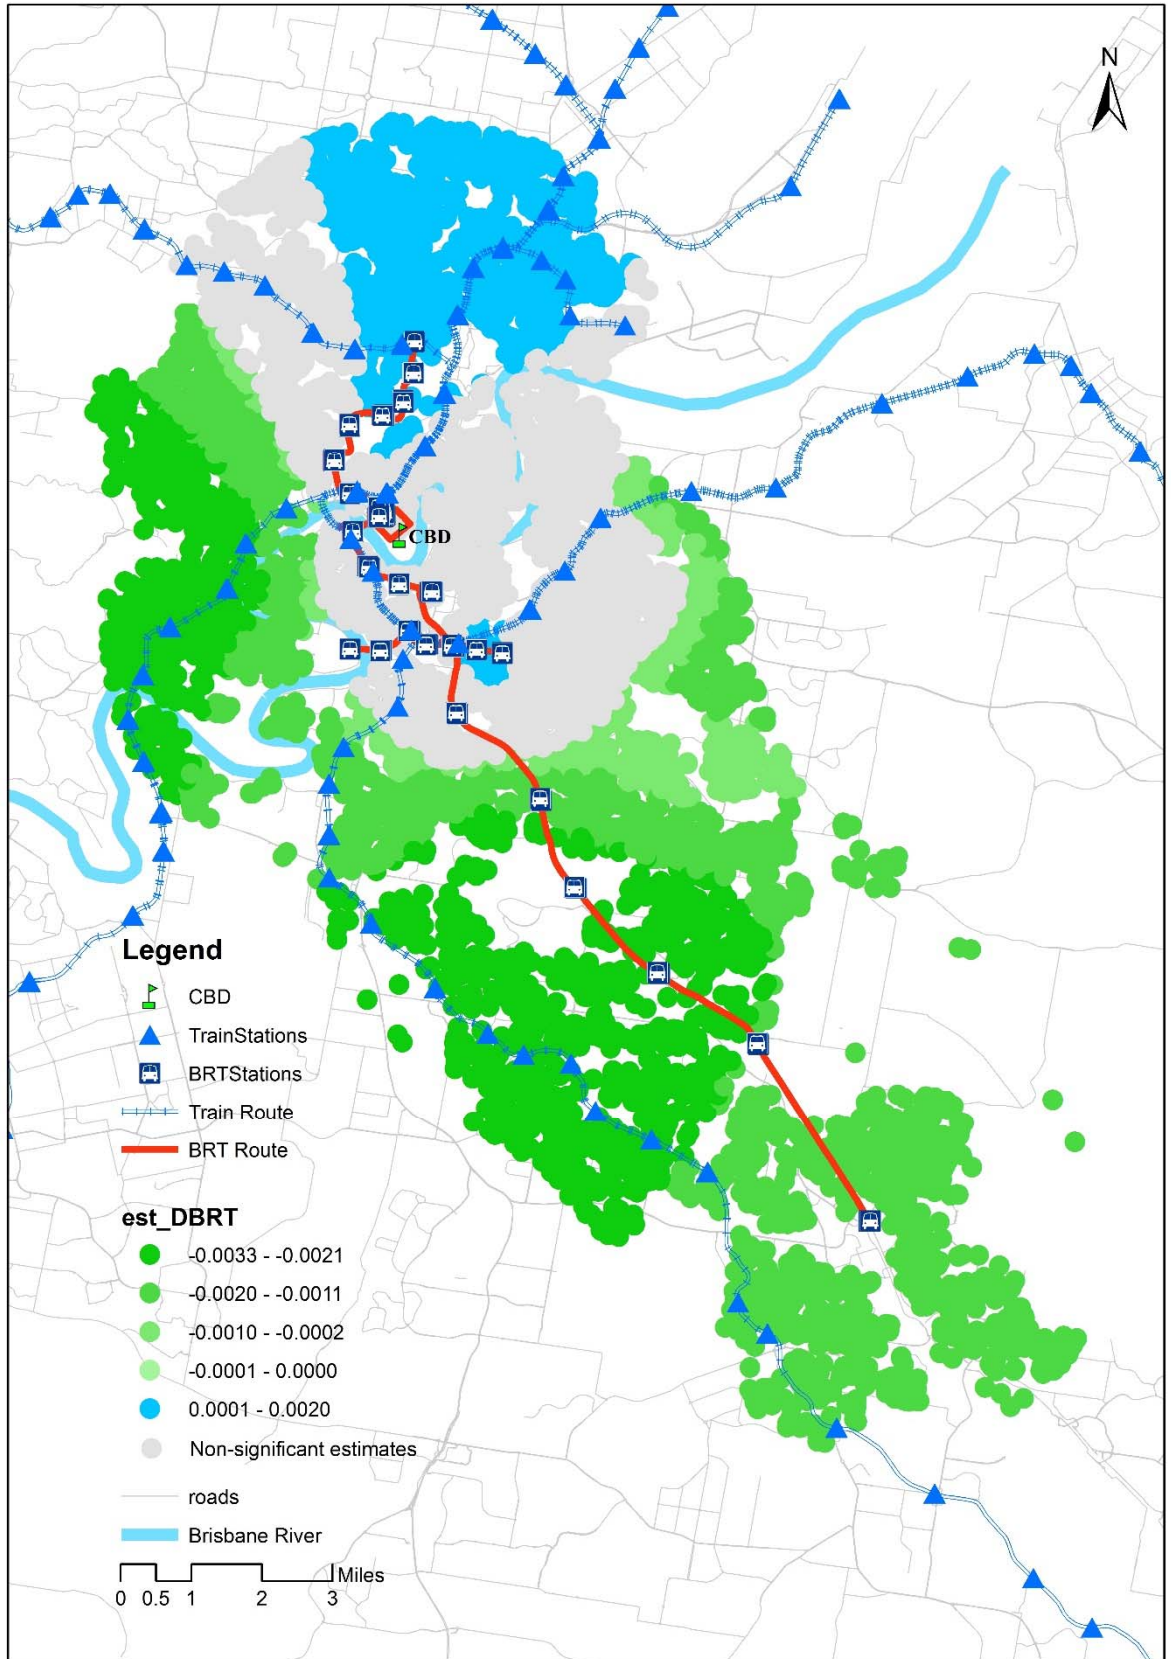 N
CBD
Legend
CBD
TrainStations
BRTStations
Train Route
BRT Route
est_DBRT
-0.0033 - -0.0021
-0.0020 - -0.0011
-0.0010 - -0.0002
-0.0001 - 0.0000
0.0001 - 0.0020
Non-significant estimates
roads
Brisbane River
Miles
0 0.5 1 2 3